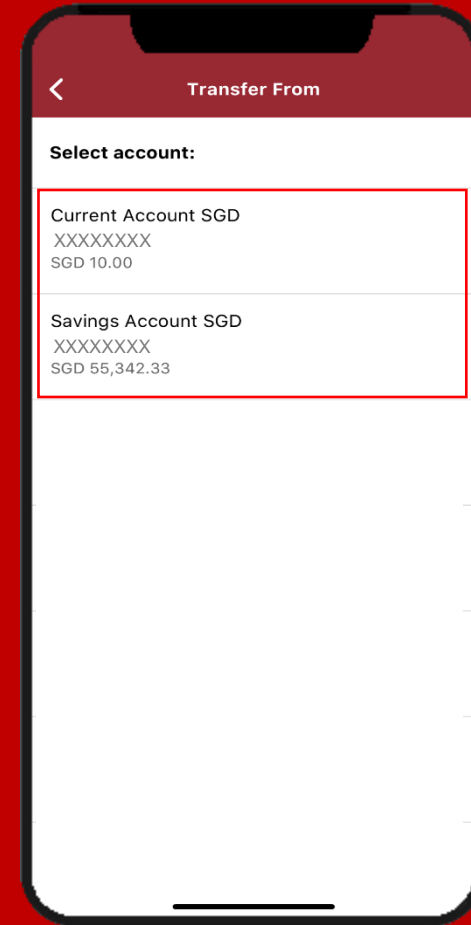 Transfer From
Select account:
Current Account SGD
XXXXXXXX
SGD 10.00
Savings Account SGD
XXXXXXXX
SGD 55,342.33